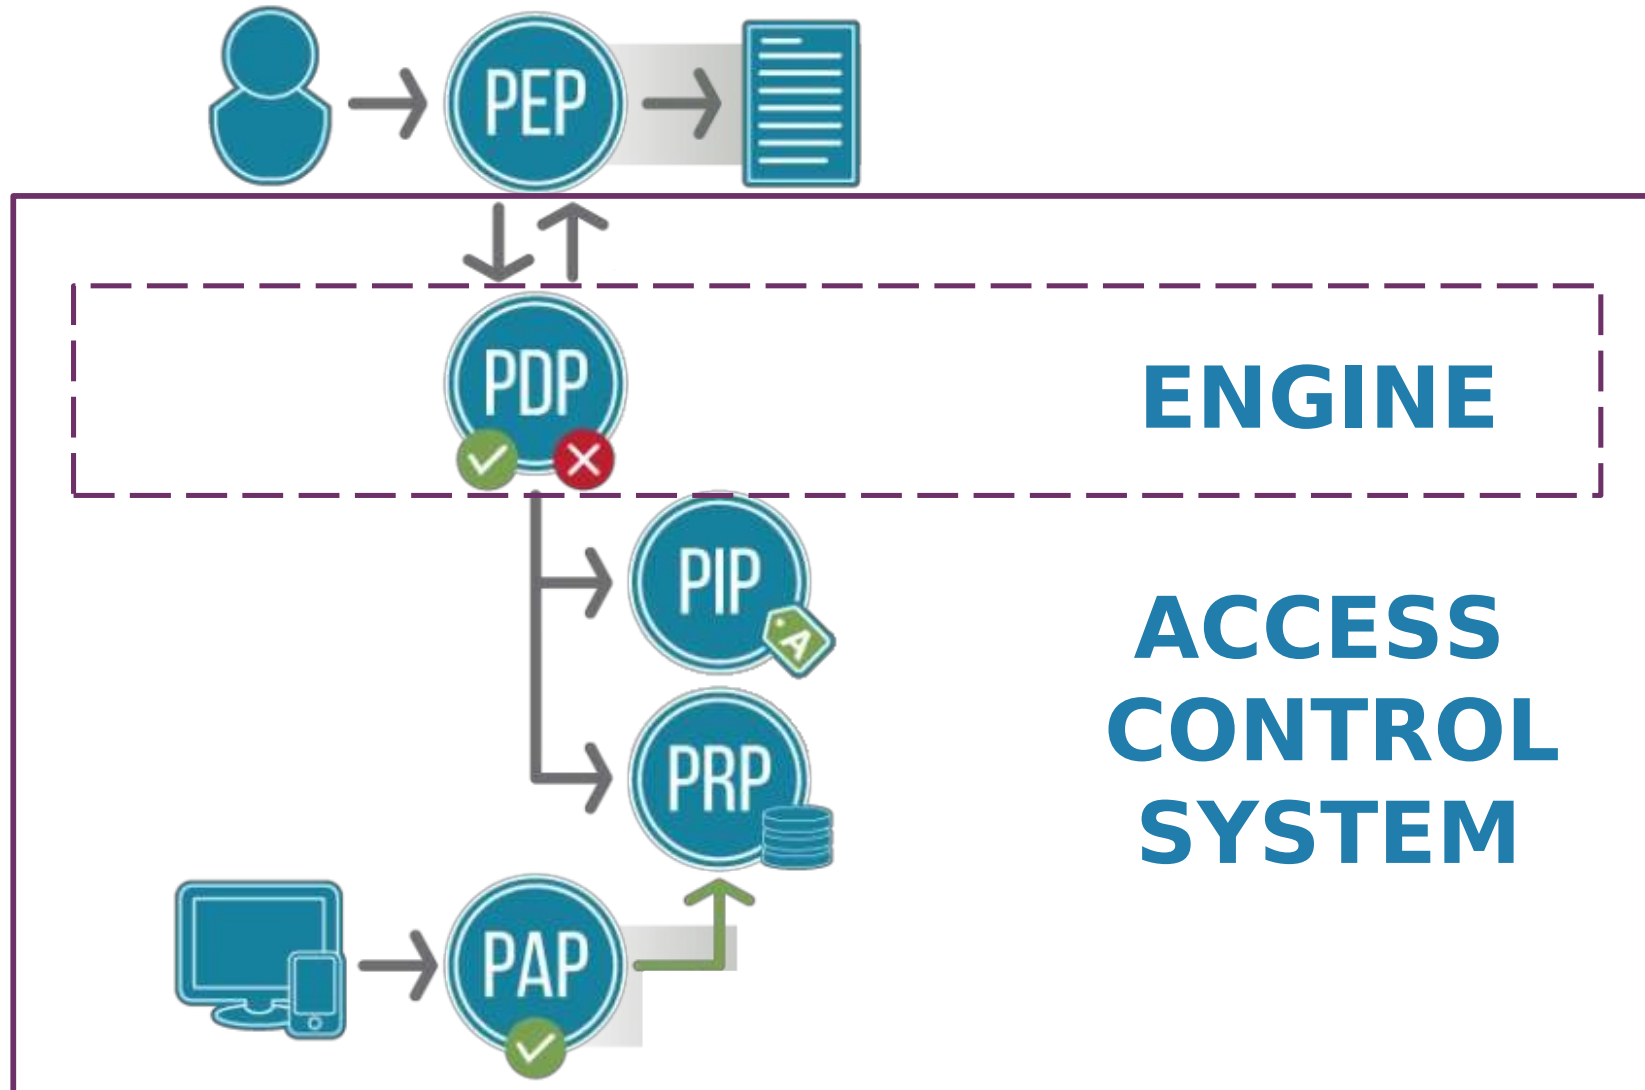 PEP
PDP
ENGINE
PIP
A
ACCESS
CONTROL
SYSTEM
PRP
PAP